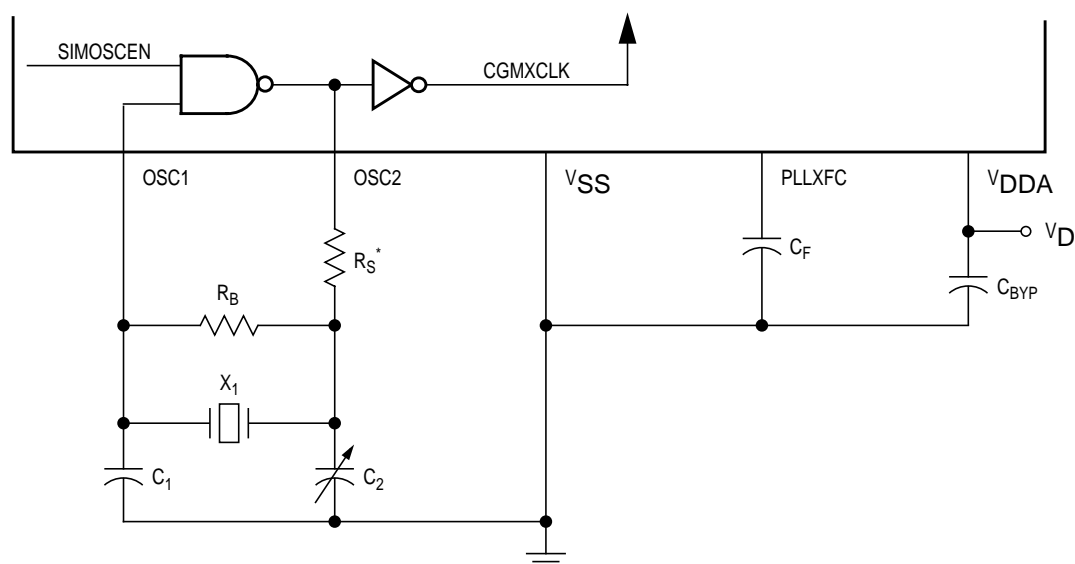 SIMOSCEN
CGMXCLK
OSC1
OSC2
VSS
PLLXFC
VDDA
VD
RS*
CF
CBYP
RB
X1
C1
C2